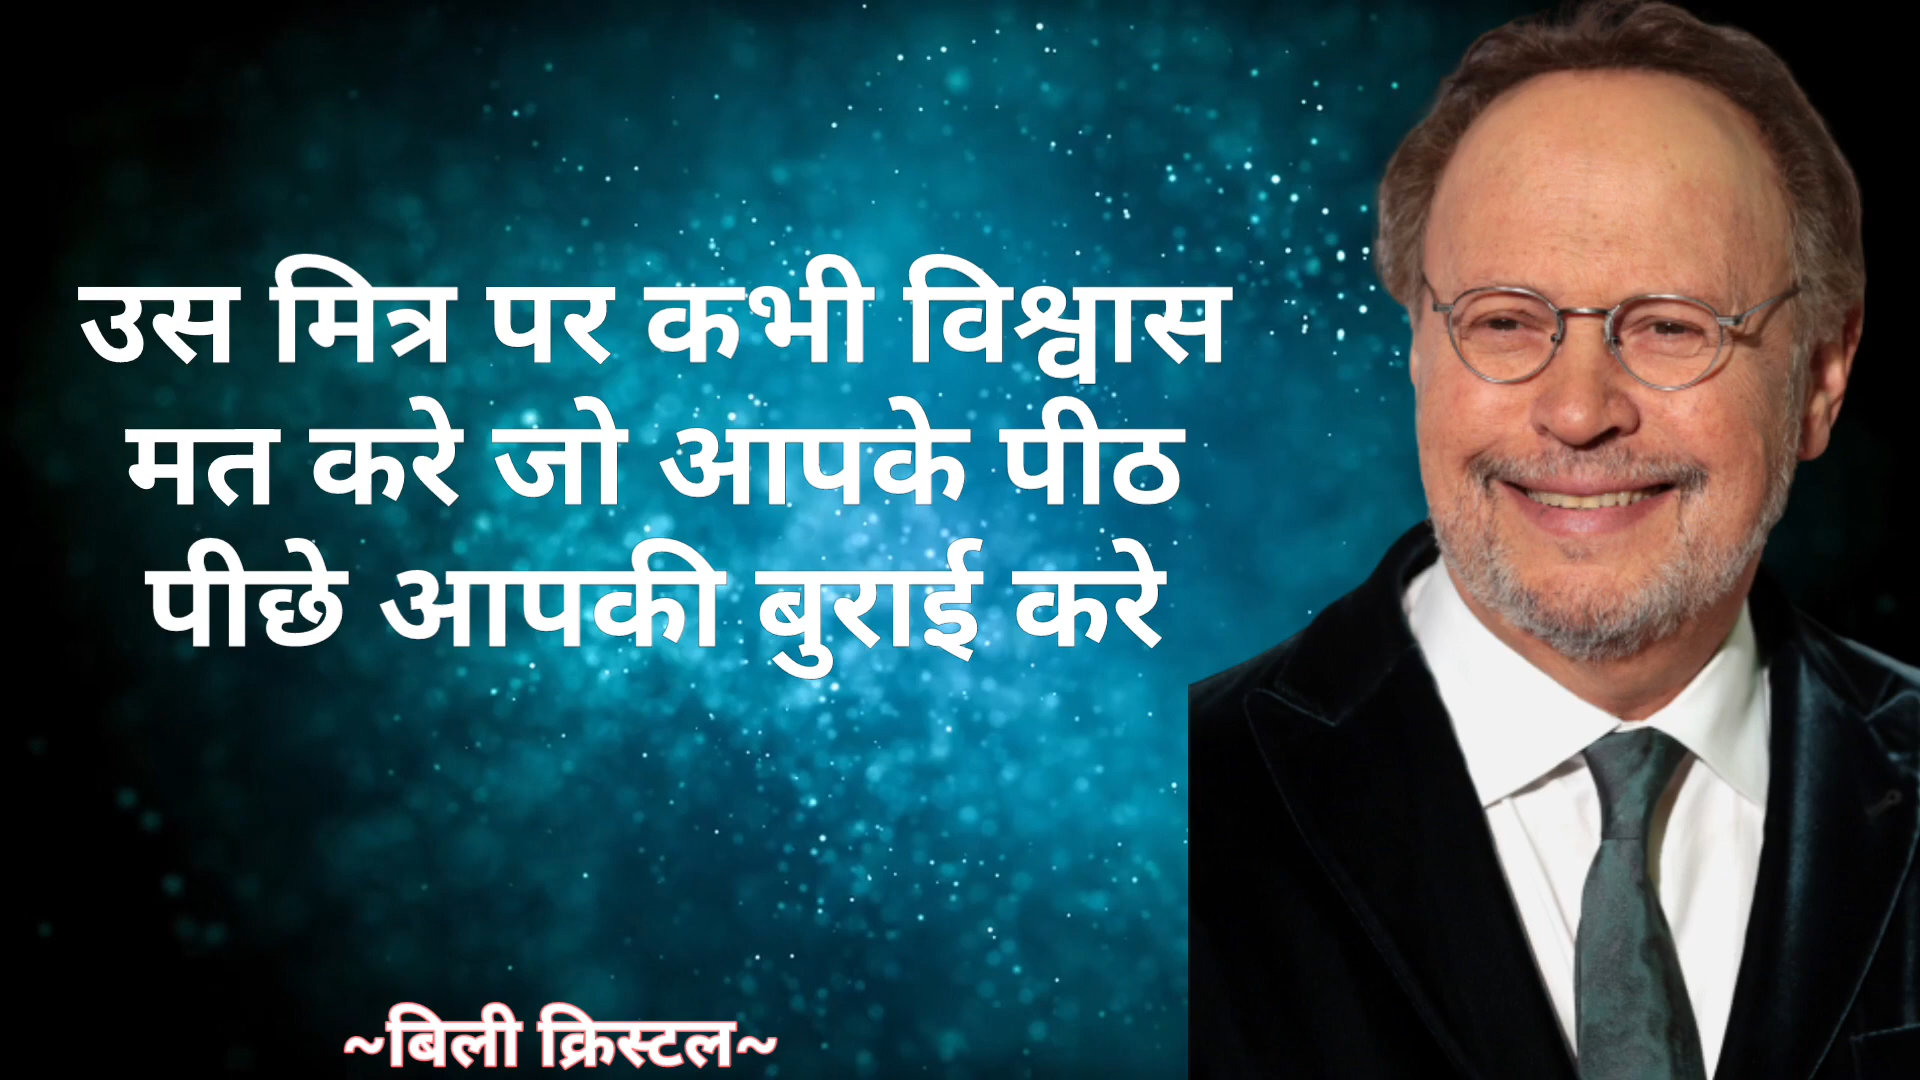 उस मित्र पर कभी विश्वास
मत करे जो आपके पीठ
पीछे आपकी बुराई करे
~बिली क्रिस्टल~